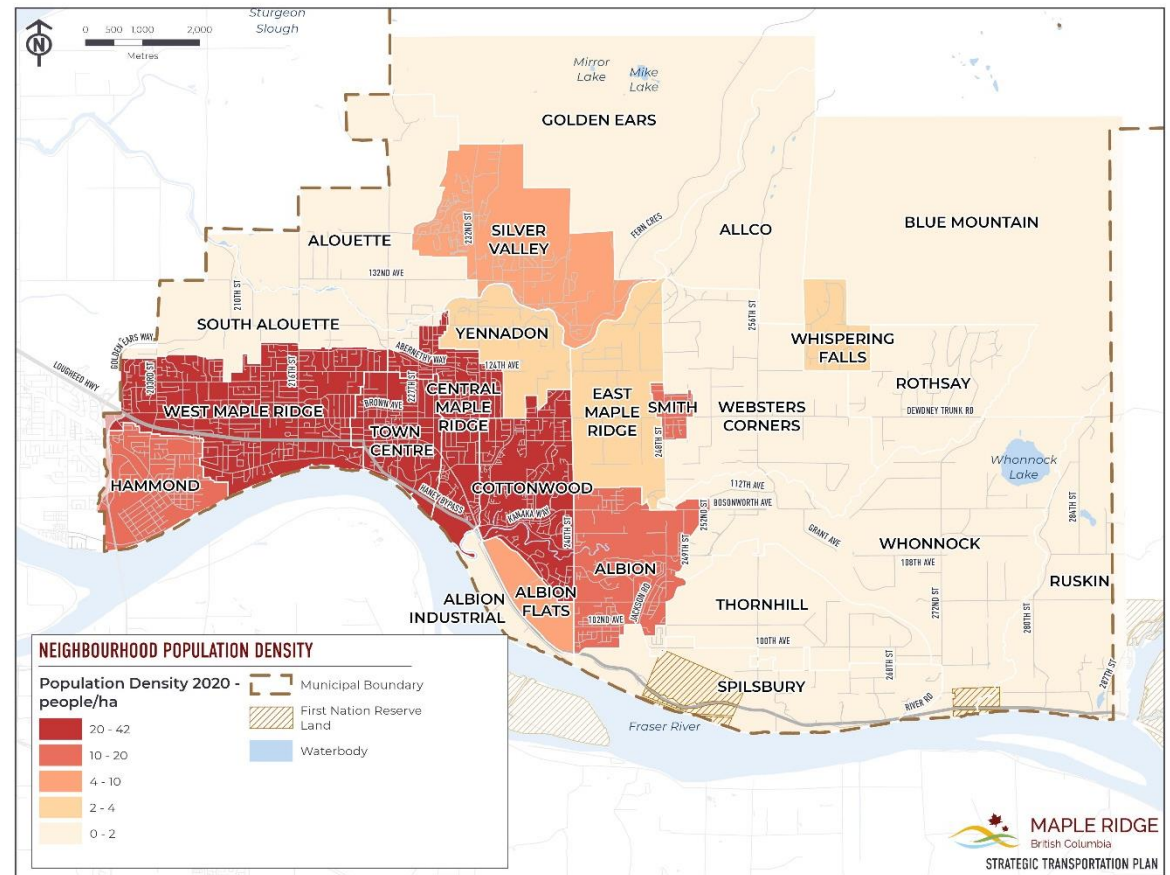 Sturgeon
Slough
N
0 500 1,000 2,000
Metres
Mirror
Lake
Mike
Lake
GOLDEN EARS
BLUE MOUNTAIN
ALLCO
FERN CRES
SILVER
VALLEY
232ND ST
ALOUETTE
132ND AVE
210TH ST
SOUTH ALOUETTE
256TH ST
YENNADON
WHISPERING
FALLS
GOLDEN EARS WAY
LOUGHEED HWY
203RD ST
216TH ST
ABERNETHY WAY
124TH AVE
227TH ST
ROTHSAY
DEWDNEY TRUNK RD
CENTRAL
MAPLE
RIDGE
EAST
MAPLE
RIDGE
SMITH
WEBSTERS
CORNERS
WEST MAPLE RIDGE
BROWN AVE
TOWN
CENTRE
248TH ST
Whonnock
Lake
HAMMOND
COTTONWOOD
HANEY BYPASS
KANAKA WAY
240TH ST
112TH AVE
BOSONWORTH AVE
252ND ST
GRANT AVE
284TH ST
249TH ST
WHONNOCK
108TH AVE
ALBION
RUSKIN
ALBION
FLATS
ALBION
INDUSTRIAL
JACKSON RD
102ND AVE
THORNHILL
272ND ST
280TH ST
100TH AVE
268TH ST
287TH ST
SPILSBURY
RIVER RD
Fraser River
NEIGHBOURHOOD POPULATION DENSITY
Population Density 2020 -
people/ha
20 - 42
10 - 20
4 - 10
2 - 4
0 - 2
Municipal Boundary
First Nation Reserve
Land
Waterbody
MAPLE RIDGE
British Columbia
STRATEGIC TRANSPORTATION PLAN